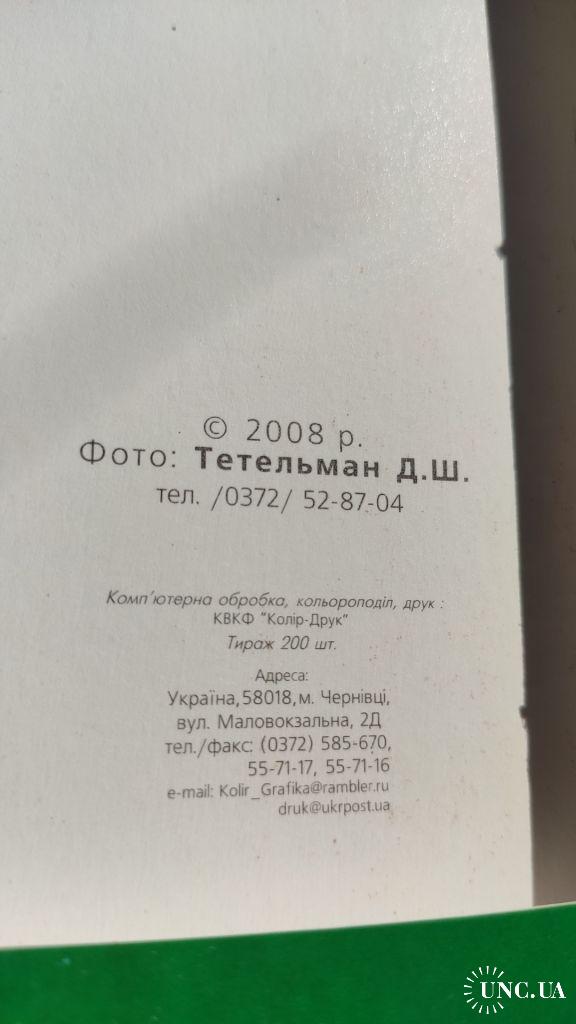 © 2008 р.
Фото: Тетельман Д.Ш.
тел. /0372/ 52-87-04
Комп'ютерна обробка, кольороподіл, друк :
КВКФ "Колір-Друк"
Тираж 200 шт.
Адреса:
Україна,58018,м. Чернівці,
вул. Маловокзальна, 2Д
тел./факс: (0372) 585-670,
55-71-17, 55-71-16
e-mail: Kolir_Grafika@rambler.ru
druk@ukrpost.ua
UNC.UA